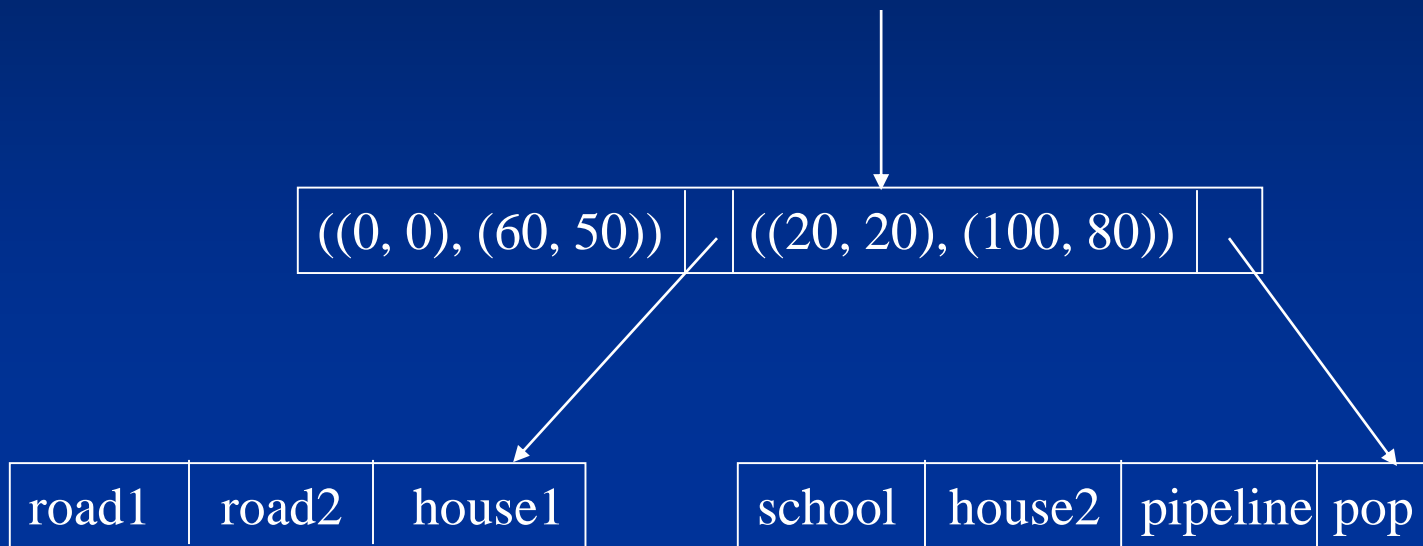 ((0, 0), (60, 50)) ((20, 20), (100, 80))
road1 road2 house1 school house2 pipeline pop